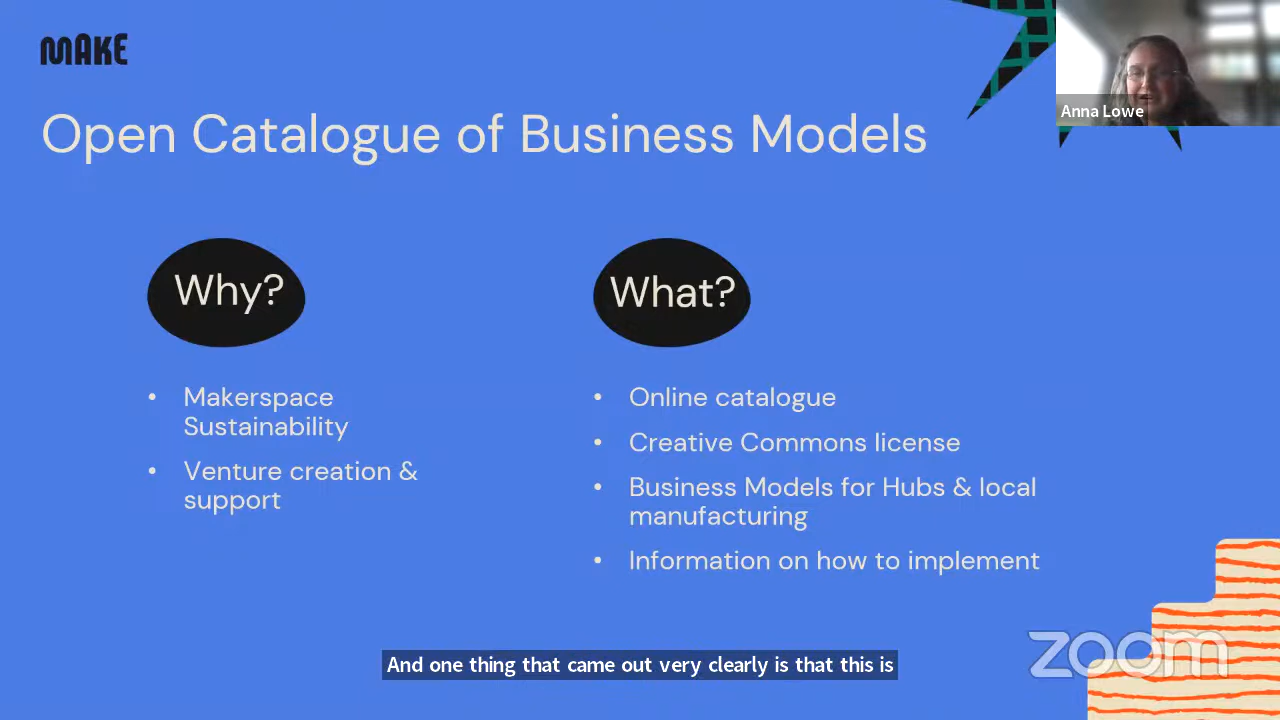 MAKE
Anna Lowe
Open Catalogue of Business Models
Why?
• Makerspace
Sustainability
• Venture creation &
support
What?
• Online catalogue
• Creative Commons license
• Business Models for Hubs & local
manufacturing
• Information on how to implement
And one thing that came out very clearly is that this is
zoom